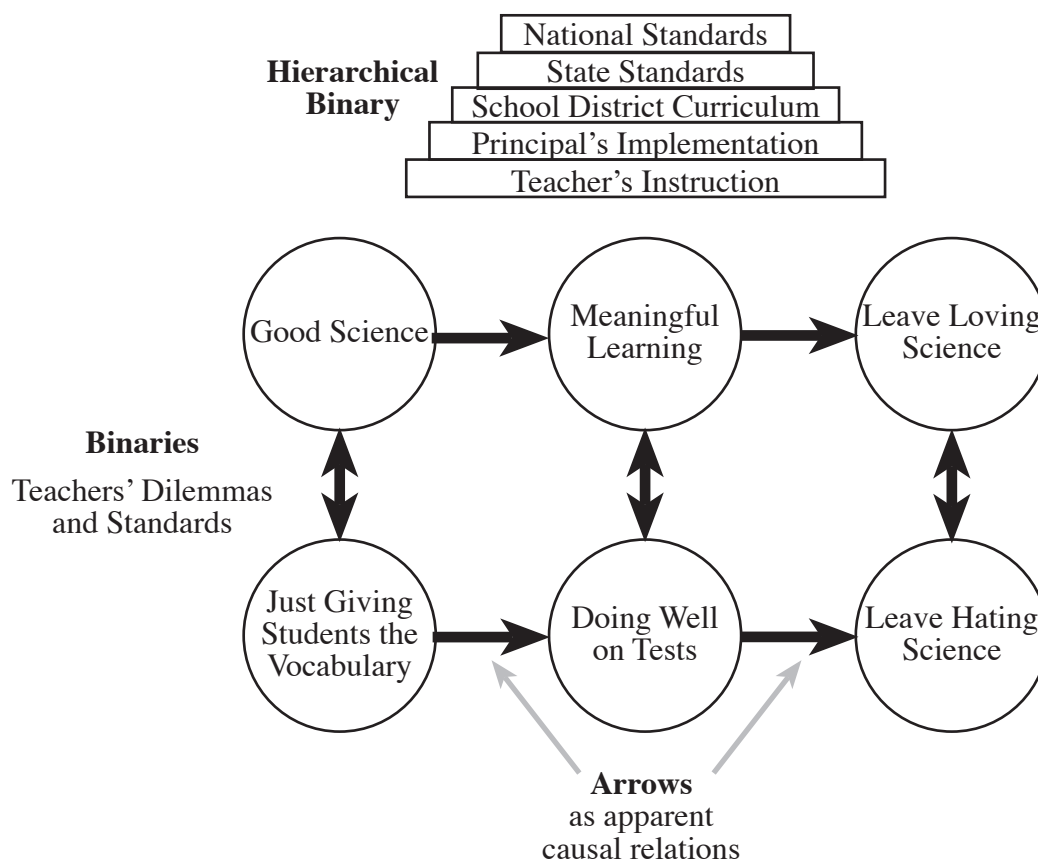 National Standards
Hierarchical
Binary
State Standards
School District Curriculum
Principal’s Implementation
Teacher’s Instruction
Good Science
Meaningful
Learning
Leave Loving
Science
Binaries
Teachers’ Dilemmas
and Standards
Just Giving
Students the
Vocabulary
Doing Well
on Tests
Leave Hating
Science
Arrows
as apparent
causal relations